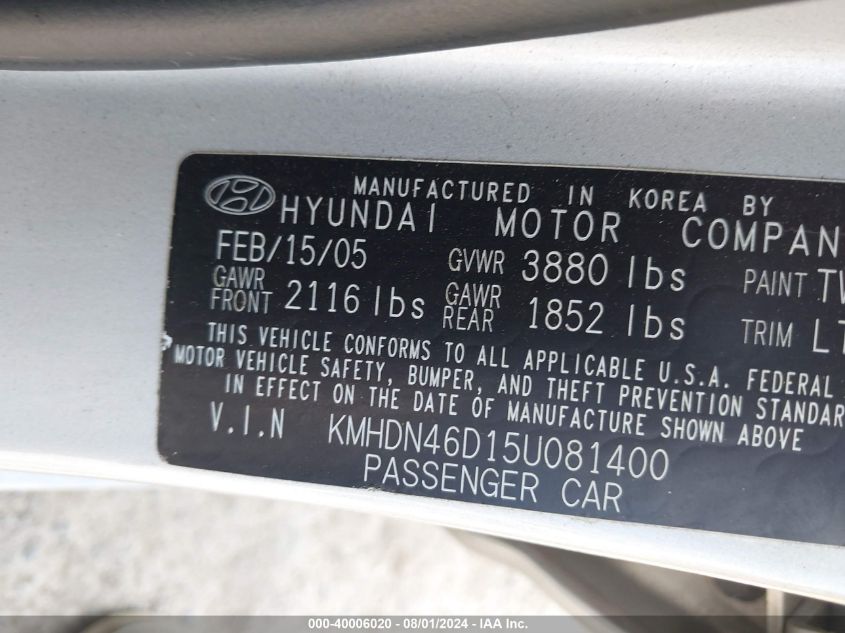 MANUFACTURED IN KOREA BY
HYUNDAI MOTOR COMPAN
FEB/15/05 GVWR 3880 lbs PAINT TW
GAWR FRONT 2116 lbs GAWR REAR 1852 lbs TRIM LT
THIS VEHICLE CONFORMS TO ALL APPLICABLE U.S.A. FEDERAL
MOTOR VEHICLE SAFETY, BUMPER, AND THEFT PREVENTION STANDAR
IN EFFECT ON THE DATE OF MANUFACTURE SHOWN ABOVE
V.I.N KMHDN46D15U081400
PASSENGER CAR
000-40006020 - 08/01/2024 - IAA Inc.